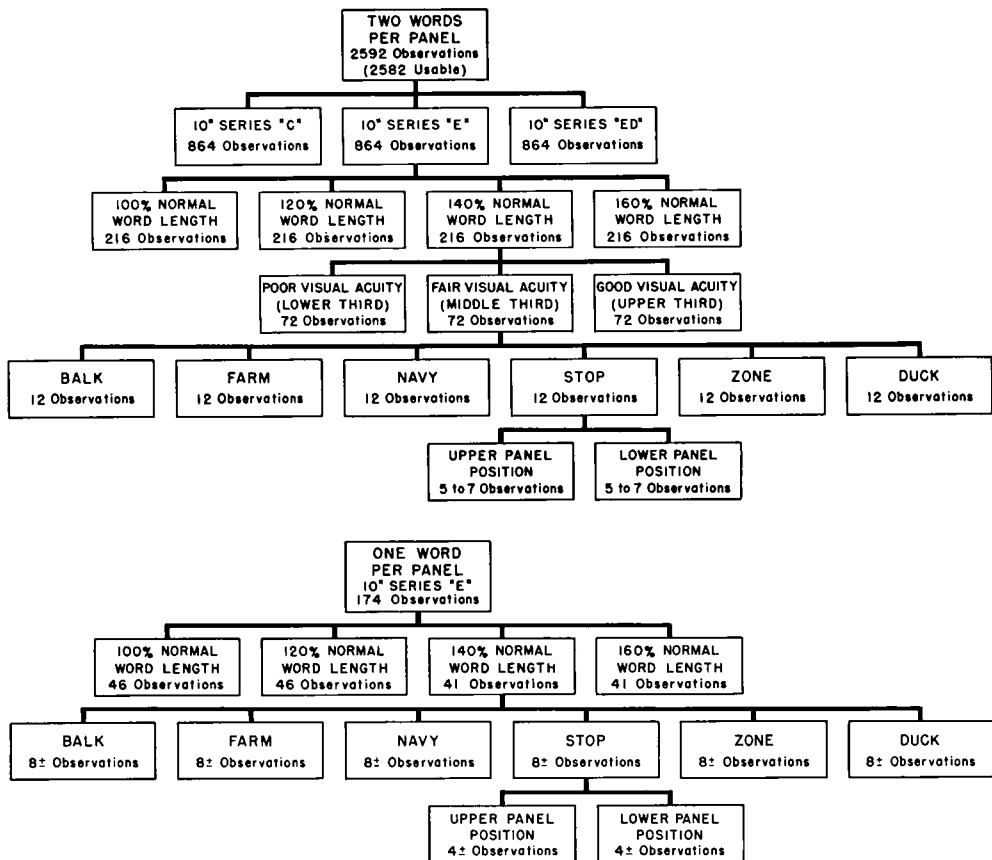 TWO WORDS
PER PANEL
2592 Observations
(2582 Usable)
10" SERIES "C"
864 Observations
10" SERIES "E"
864 Observations
10" SERIES "ED"
864 Observations
100% NORMAL
WORD LENGTH
216 Observations
120% NORMAL
WORD LENGTH
216 Observations
140% NORMAL
WORD LENGTH
216 Observations
160% NORMAL
WORD LENGTH
216 Observations
POOR VISUAL ACUITY
(LOWER THIRD)
72 Observations
FAIR VISUAL ACUITY
(MIDDLE THIRD)
72 Observations
GOOD VISUAL ACUITY
(UPPER THIRD)
72 Observations
BALK
12 Observations
FARM
12 Observations
NAVY
12 Observations
STOP
12 Observations
ZONE
12 Observations
DUCK
12 Observations
UPPER PANEL
POSITION
5 to 7 Observations
LOWER PANEL
POSITION
5 to 7 Observations
ONE WORD
PER PANEL
10" SERIES "E"
174 Observations
100% NORMAL
WORD LENGTH
46 Observations
120% NORMAL
WORD LENGTH
46 Observations
140% NORMAL
WORD LENGTH
41 Observations
160% NORMAL
WORD LENGTH
41 Observations
BALK
8± Observations
FARM
8± Observations
NAVY
8± Observations
STOP
8± Observations
ZONE
8± Observations
DUCK
8± Observations
UPPER PANEL
POSITION
4± Observations
LOWER PANEL
POSITION
4± Observations